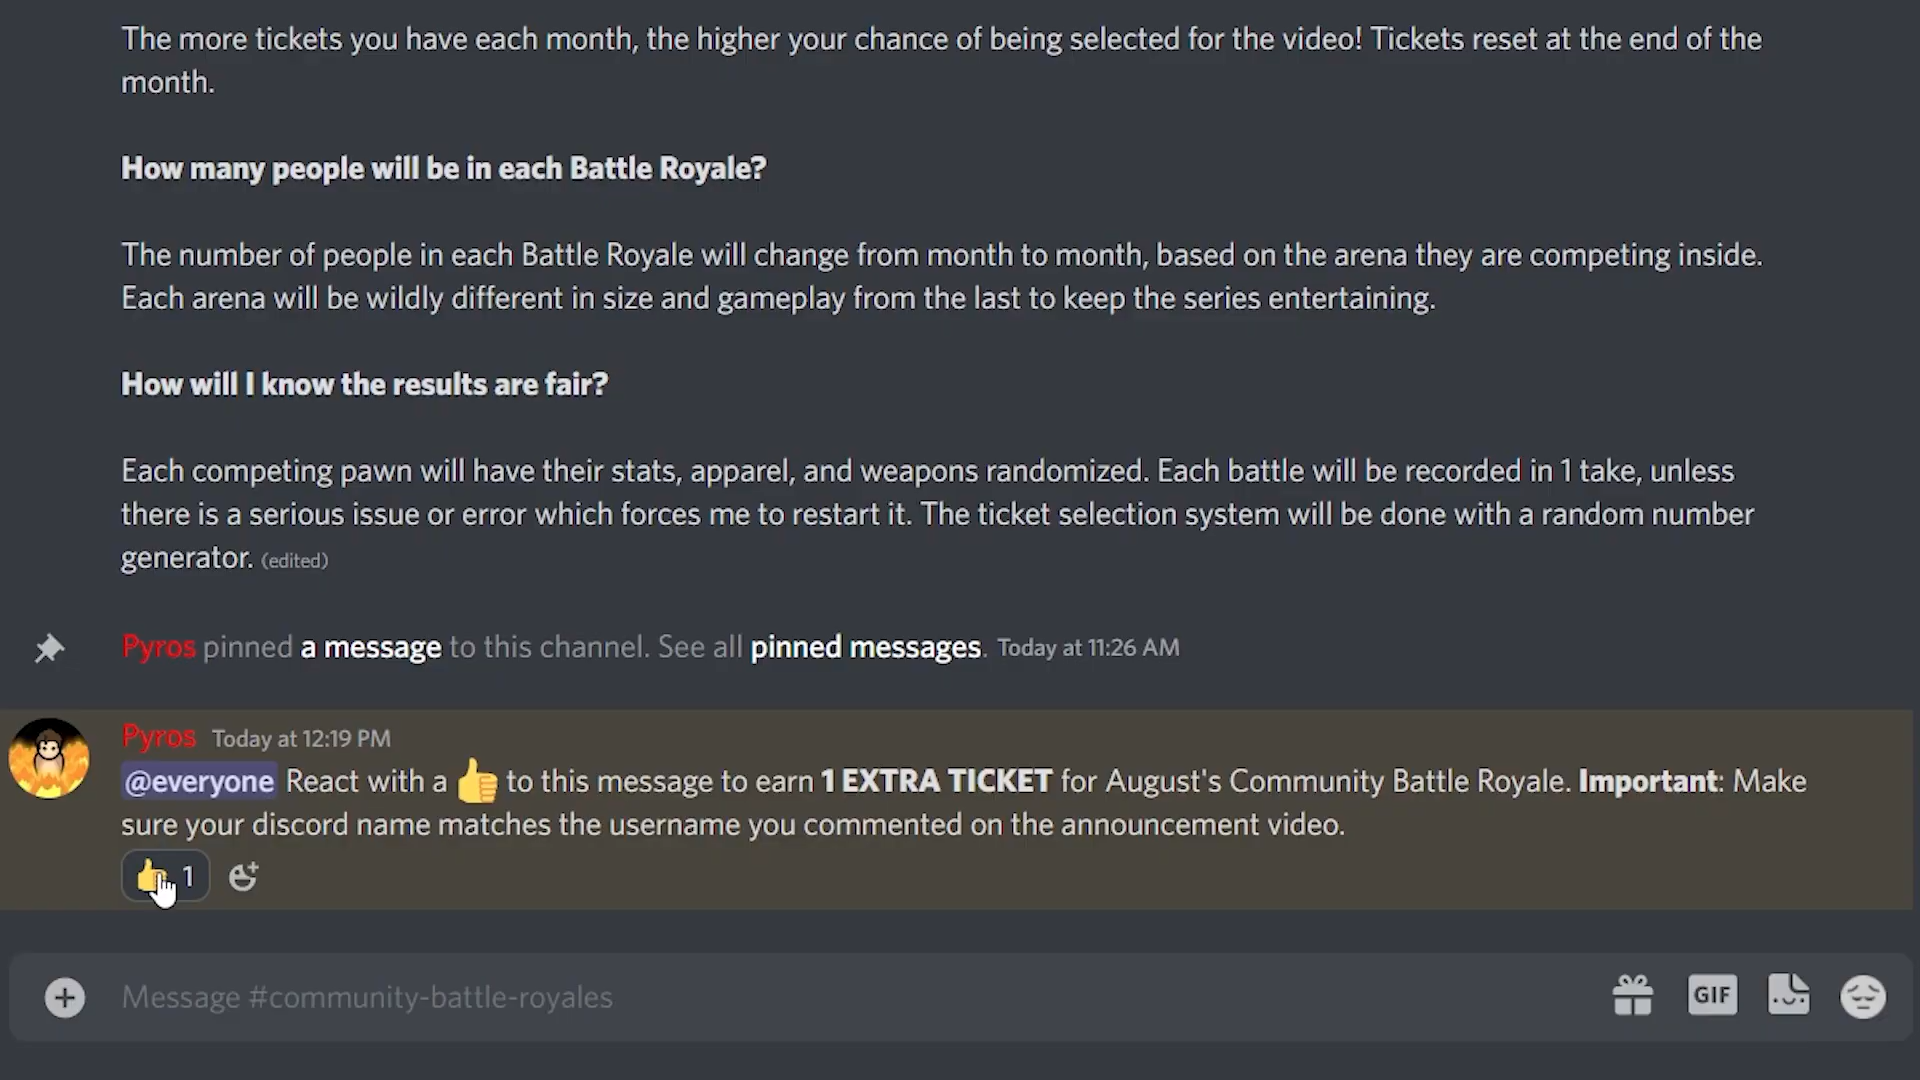 The more tickets you have each month, the higher your chance of being selected for the video! Tickets reset at the end of the
month.
How many people will be in each Battle Royale?
The number of people in each Battle Royale will change from month to month, based on the arena they are competing inside.
Each arena will be wildly different in size and gameplay from the last to keep the series entertaining.
How will I know the results are fair?
Each competing pawn will have their stats, apparel, and weapons randomized. Each battle will be recorded in 1 take, unless
there is a serious issue or error which forces me to restart it. The ticket selection system will be done with a random number
generator. (edited)
Pyros pinned a message to this channel. See all pinned messages. Today at 11:26 AM
Pyros Today at 12:19 PM
@everyone React with a 👍 to this message to earn 1 EXTRA TICKET for August's Community Battle Royale. Important: Make
sure your discord name matches the username you commented on the announcement video.
👍 1
Message #community-battle-royales
GIF